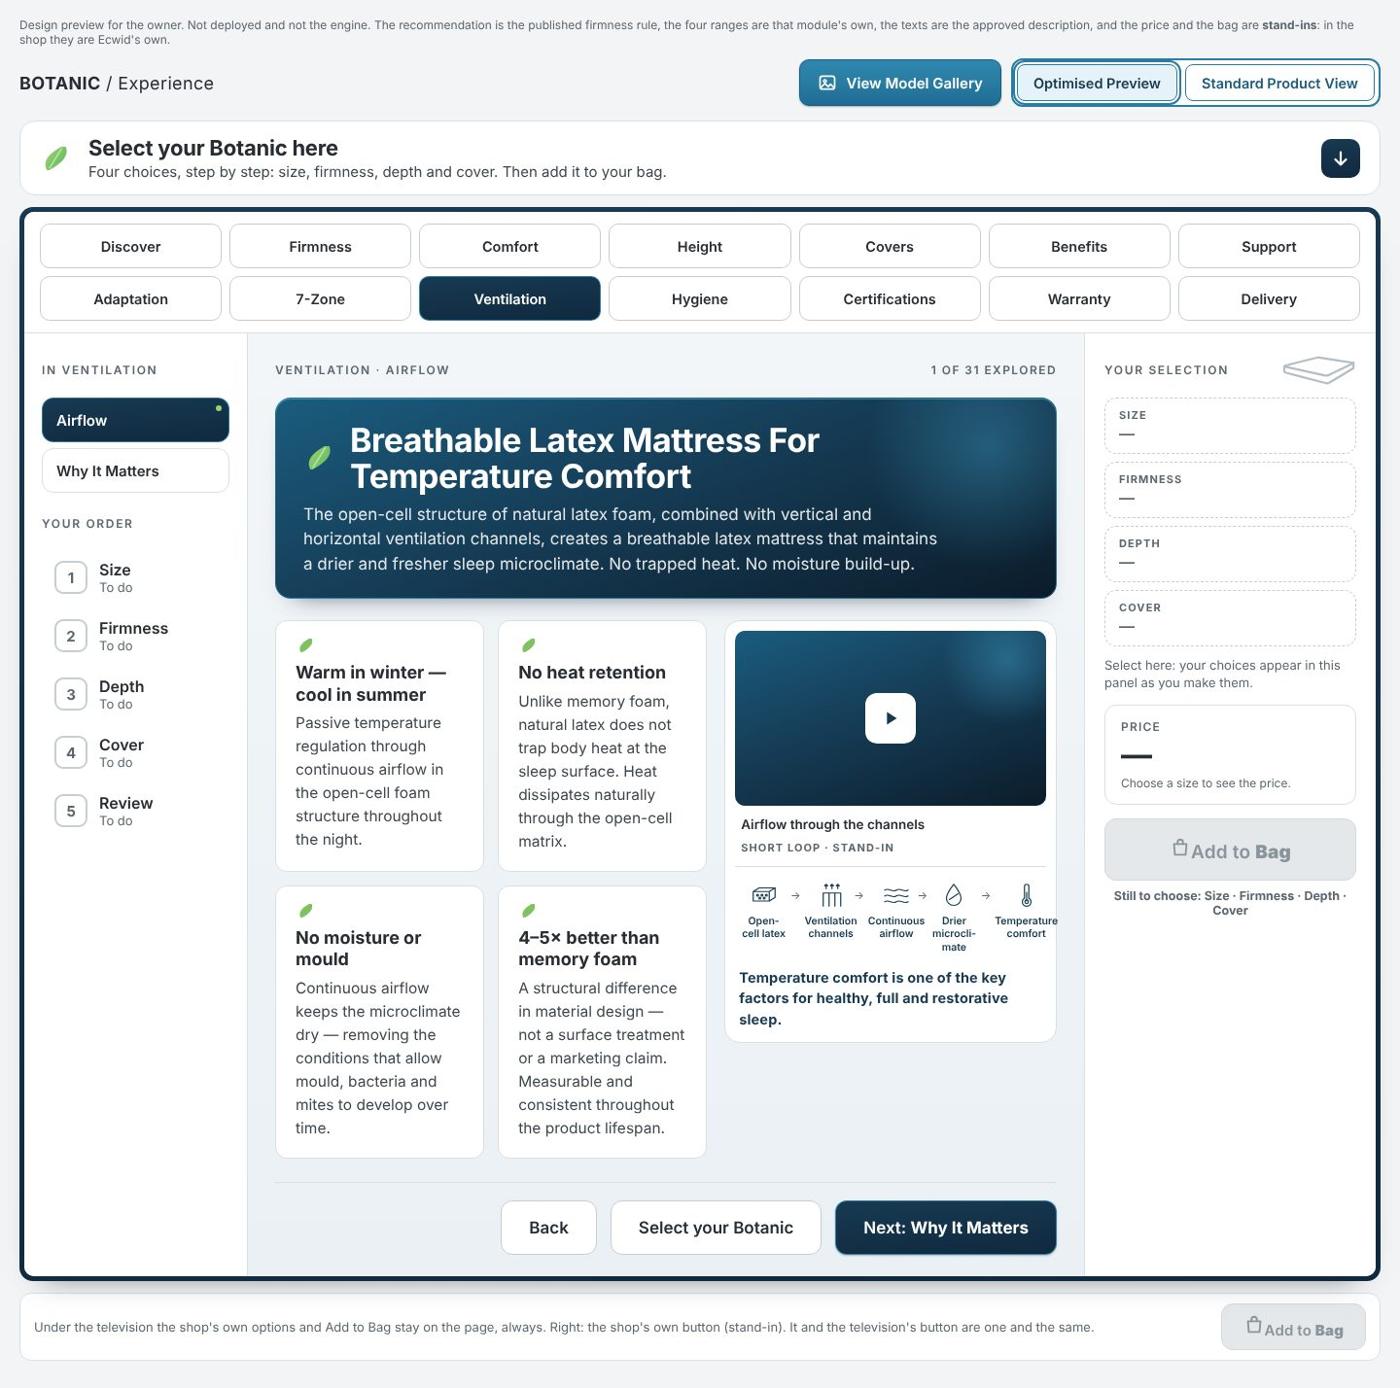 Design preview for the owner. Not deployed and not the engine. The recommendation is the published firmness rule, the four ranges are that module's own, the texts are the approved description, and the price and the bag are stand-ins: in the
shop they are Ecwid's own.
BOTANIC / Experience
View Model Gallery
Optimised Preview
Standard Product View
Select your Botanic here
Four choices, step by step: size, firmness, depth and cover. Then add it to your bag.
Discover
Firmness
Comfort
Height
Covers
Benefits
Support
Adaptation
7-Zone
Ventilation
Hygiene
Certifications
Warranty
Delivery
IN VENTILATION
Airflow
Why It Matters
YOUR ORDER
1
Size
To do
2
Firmness
To do
3
Depth
To do
4
Cover
To do
5
Review
To do
VENTILATION · AIRFLOW
1 OF 31 EXPLORED
Breathable Latex Mattress For
Temperature Comfort
The open-cell structure of natural latex foam, combined with vertical and
horizontal ventilation channels, creates a breathable latex mattress that maintains
a drier and fresher sleep microclimate. No trapped heat. No moisture build-up.
Warm in winter —
cool in summer
Passive temperature
regulation through
continuous airflow in
the open-cell foam
structure throughout
the night.
No heat retention
Unlike memory foam,
natural latex does not
trap body heat at the
sleep surface. Heat
dissipates naturally
through the open-cell
matrix.
No moisture or
mould
Continuous airflow
keeps the microclimate
dry — removing the
conditions that allow
mould, bacteria and
mites to develop over
time.
4–5× better than
memory foam
A structural difference
in material design —
not a surface treatment
or a marketing claim.
Measurable and
consistent throughout
the product lifespan.
Airflow through the channels
SHORT LOOP · STAND-IN
Open-
cell latex
→
Ventilation
channels
→
Continuous
airflow
→
Drier
microcli-
mate
→
Temperature
comfort
Temperature comfort is one of the key
factors for healthy, full and restorative
sleep.
Back
Select your Botanic
Next: Why It Matters
YOUR SELECTION
SIZE
—
FIRMNESS
—
DEPTH
—
COVER
—
Select here: your choices appear in this
panel as you make them.
PRICE
—
Choose a size to see the price.
Add to Bag
Still to choose: Size · Firmness · Depth ·
Cover
Under the television the shop's own options and Add to Bag stay on the page, always. Right: the shop's own button (stand-in). It and the television's button are one and the same.
Add to Bag